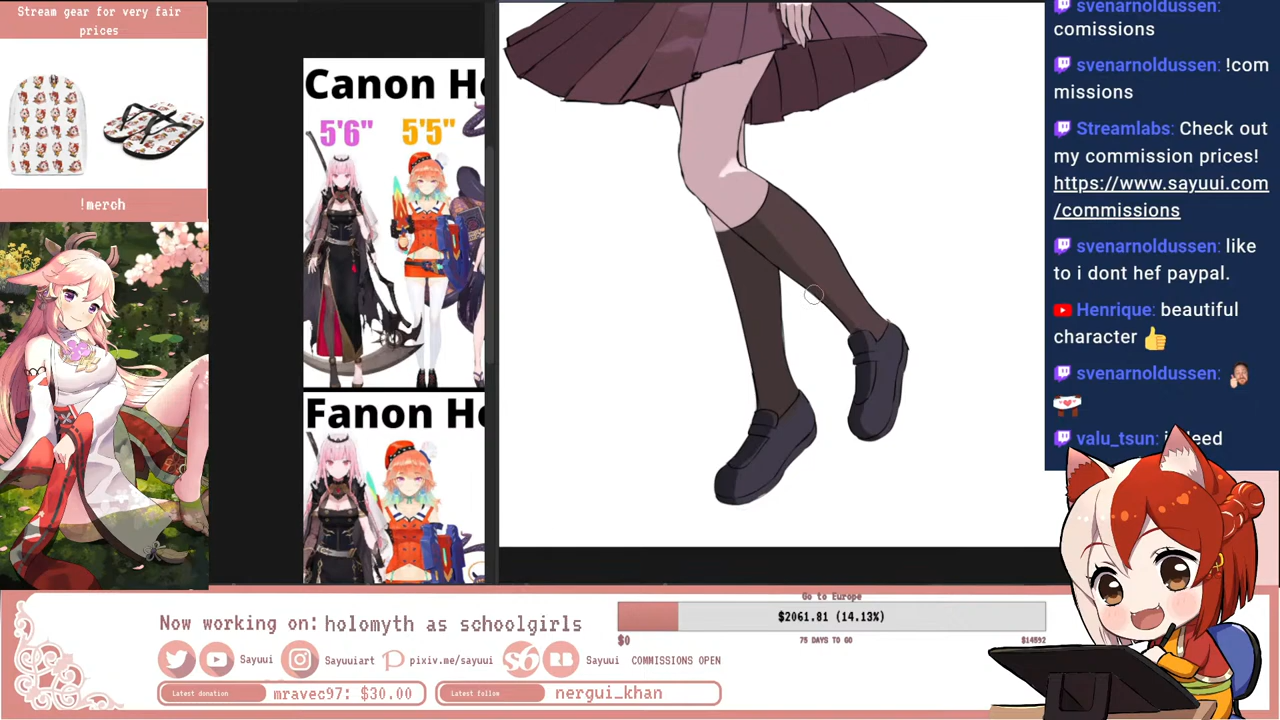 Stream gear for very fair
prices
!merch
Canon H
5'6" 5'5"
Fanon H
svenarnoldussen:
comissions
svenarnoldussen: !com
missions
Streamlabs: Check out
my commission prices!
https://www.sayuui.com
/commissions
svenarnoldussen: like
to i dont hef paypal.
Henrique: beautiful
character 👍
svenarnoldussen:
valu_tsun: indeed
Now working on: holomyth as schoolgirls
Sayuui Sayuuiart pixiv.me/sayuui S6 RB Sayuui COMMISSIONS OPEN
Latest donation mravec97: $30.00 Latest follow nergui_khan
Go to Europe
$2061.81 (14.13%)
$0 75 DAYS TO GO $14592